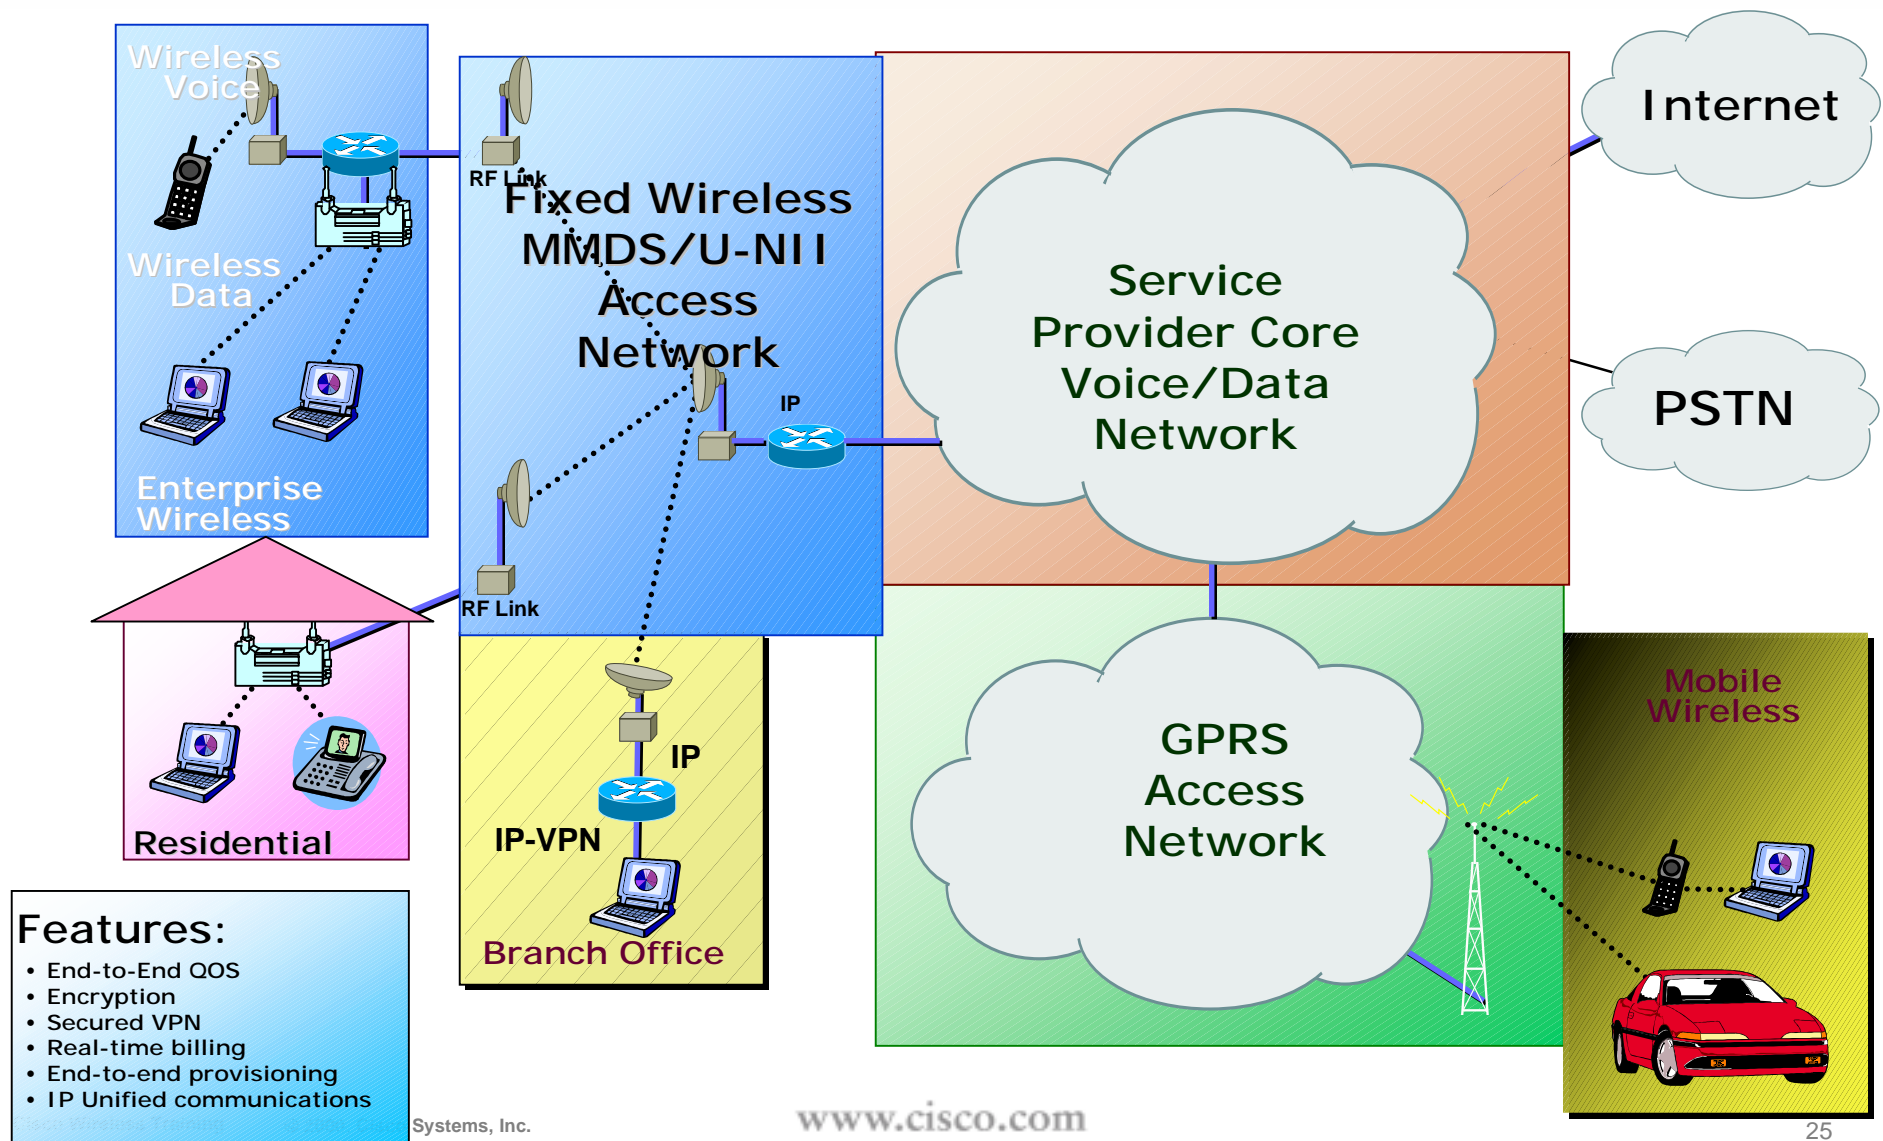 Wireless
Voice
Wireless
Data
Enterprise
Wireless
RF Link
Fixed Wireless
MMDS/U-NII
Access
Network
IP
RF Link
Service
Provider Core
Voice/Data
Network
Internet
PSTN
Residential
IP
IP-VPN
Branch Office
GPRS
Access
Network
Mobile
Wireless
Features:
• End-to-End QOS
• Encryption
• Secured VPN
• Real-time billing
• End-to-end provisioning
• IP Unified communications
Systems, Inc.
www.cisco.com
25